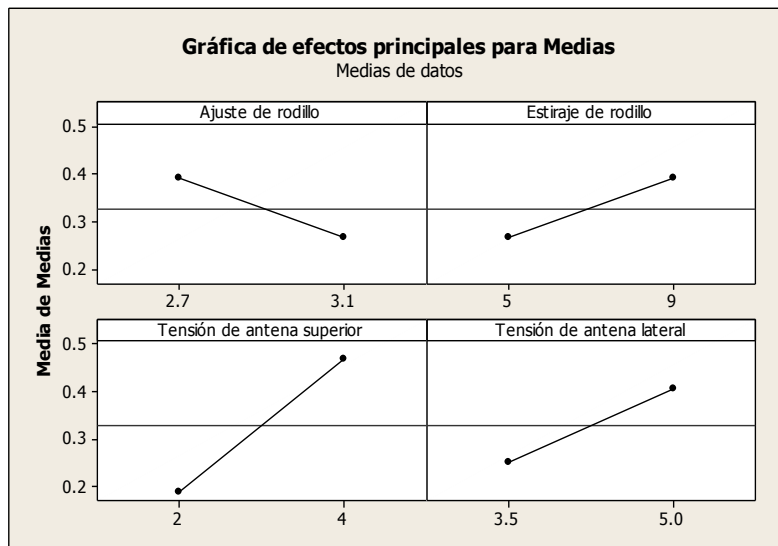 Gráfica de efectos principales para Medias
Medias de datos
Media de Medias
Ajuste de rodillo
Estiraje de rodillo
0.5
0.4
0.3
0.2
2.7 3.1
5 9
Tensión de antena superior
Tensión de antena lateral
0.5
0.4
0.3
0.2
2 4
3.5 5.0